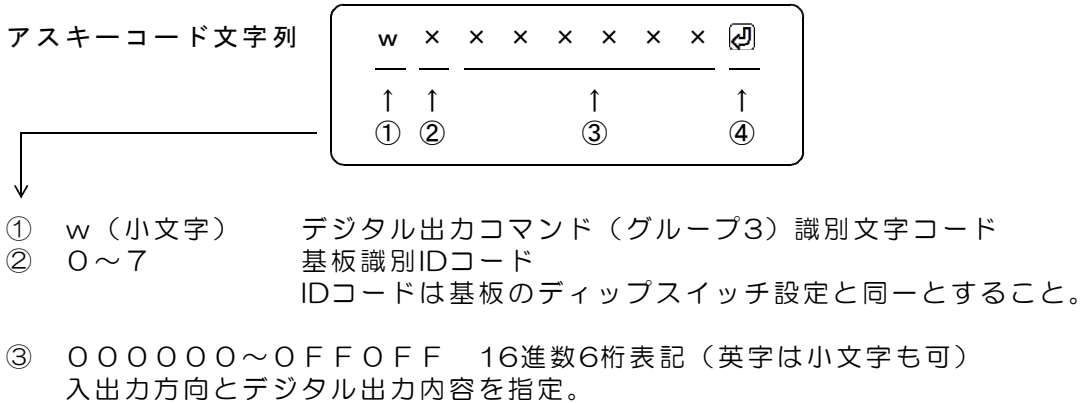 アスキーコード文字列 w × × × × × × × ⏎
↑ ↑ ↑ ↑
① ② ③ ④
① w（小文字） デジタル出力コマンド（グループ3）識別文字コード
② 0～7 基板識別IDコード
IDコードは基板のディップスイッチ設定と同一とすること。
③ 000000～0FF0FF 16進数6桁表記（英字は小文字も可）
入出力方向とデジタル出力内容を指定。